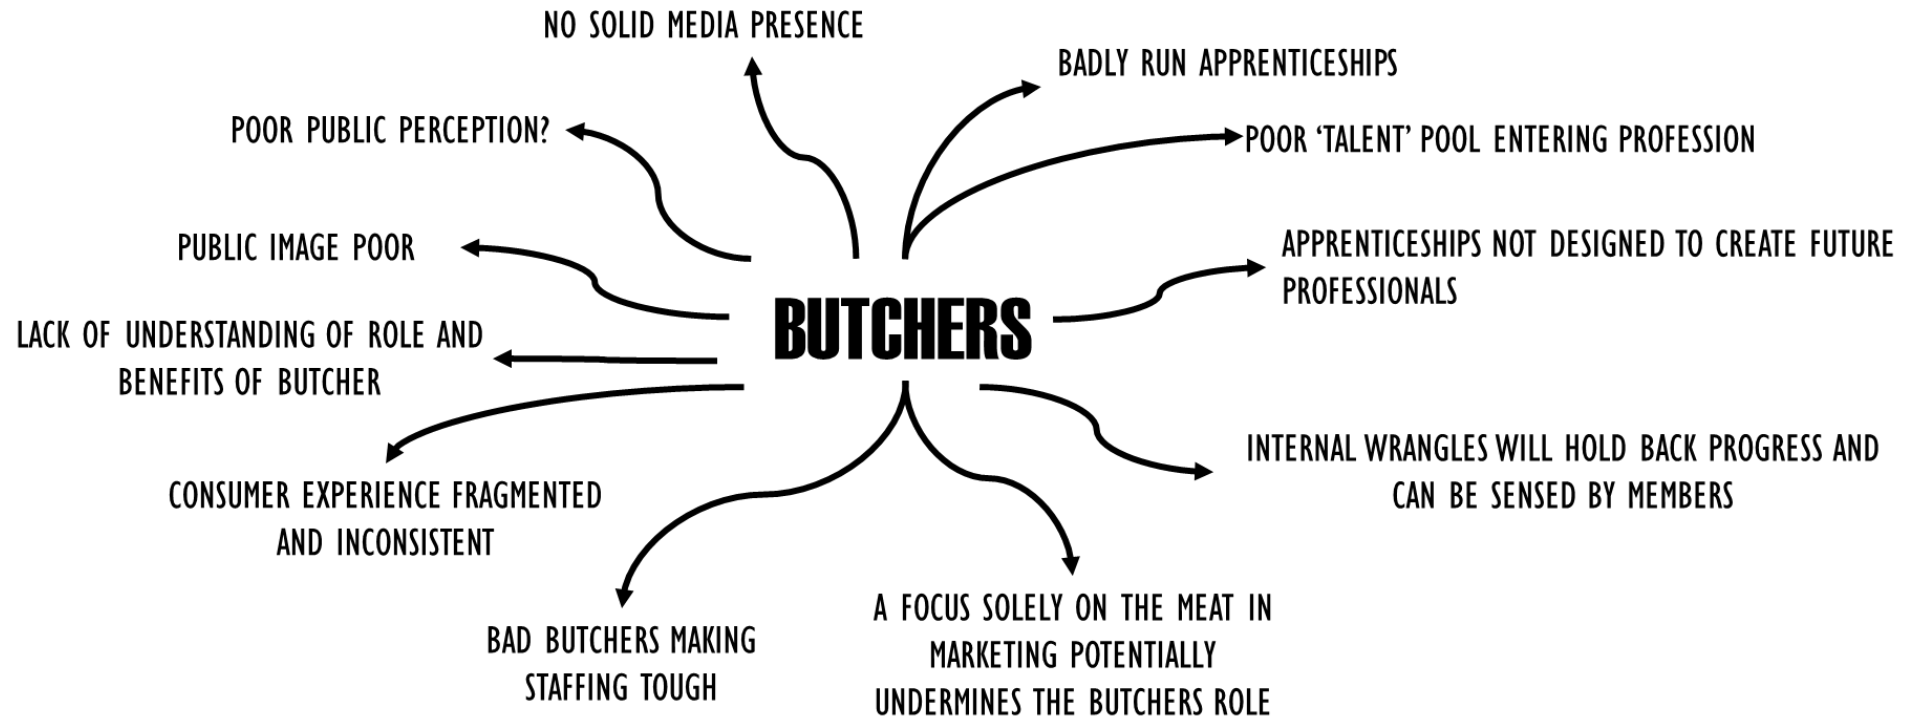 NO SOLID MEDIA PRESENCE
BADLY RUN APPRENTICESHIPS
POOR PUBLIC PERCEPTION?
POOR ‘TALENT’ POOL ENTERING PROFESSION
PUBLIC IMAGE POOR
APPRENTICESHIPS NOT DESIGNED TO CREATE FUTURE
PROFESSIONALS
BUTCHERS
LACK OF UNDERSTANDING OF ROLE AND
BENEFITS OF BUTCHER
INTERNAL WRANGLES WILL HOLD BACK PROGRESS AND
CAN BE SENSED BY MEMBERS
CONSUMER EXPERIENCE FRAGMENTED
AND INCONSISTENT
BAD BUTCHERS MAKING
STAFFING TOUGH
A FOCUS SOLELY ON THE MEAT IN
MARKETING POTENTIALLY
UNDERMINES THE BUTCHERS ROLE